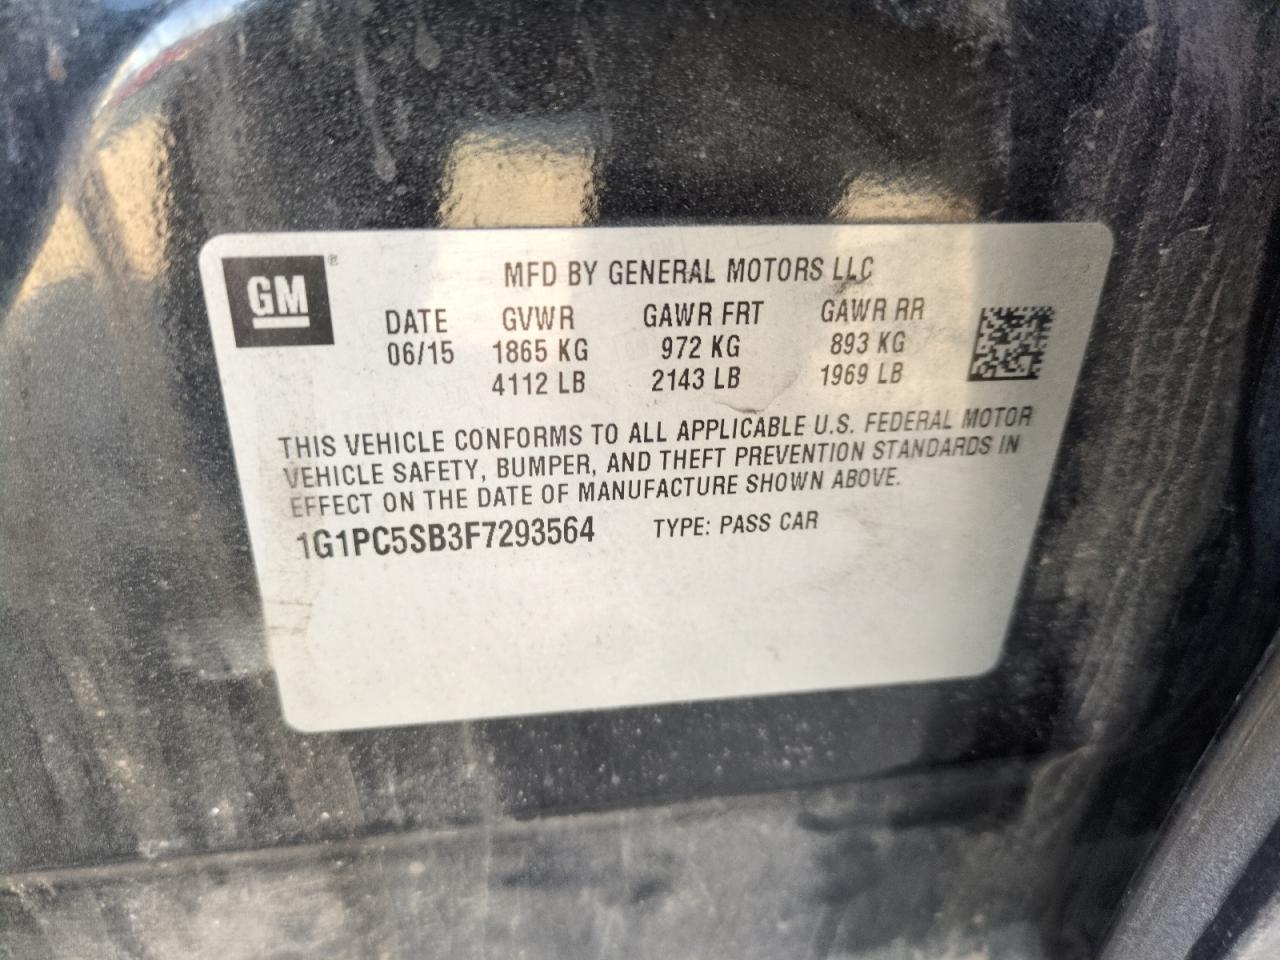 GM ®
MFD BY GENERAL MOTORS LLC
DATE GVWR GAWR FRT GAWR RR
06/15 1865 KG 972 KG 893 KG
4112 LB 2143 LB 1969 LB
THIS VEHICLE CONFORMS TO ALL APPLICABLE U.S. FEDERAL MOTOR
VEHICLE SAFETY, BUMPER, AND THEFT PREVENTION STANDARDS IN
EFFECT ON THE DATE OF MANUFACTURE SHOWN ABOVE.
1G1PC5SB3F7293564 TYPE: PASS CAR